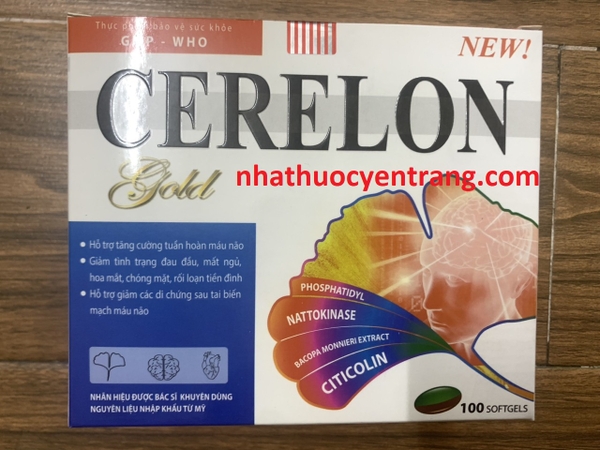 Thực phẩm bảo vệ sức khỏe
GMP - WHO
NEW!
CERELON
Gold
nhathuocyentrang.com
• Hỗ trợ tăng cường tuần hoàn máu não
• Giảm tình trạng đau đầu, mất ngủ,
hoa mắt, chóng mặt, rối loạn tiền đình
• Hỗ trợ giảm các di chứng sau tai biến
mạch máu não
PHOSPHATIDYL
NATTOKINASE
BACOPA MONNIERI EXTRACT
CITICOLIN
NHÃN HIỆU ĐƯỢC BÁC SĨ KHUYÊN DÙNG
NGUYÊN LIỆU NHẬP KHẨU TỪ MỸ
100 SOFTGELS